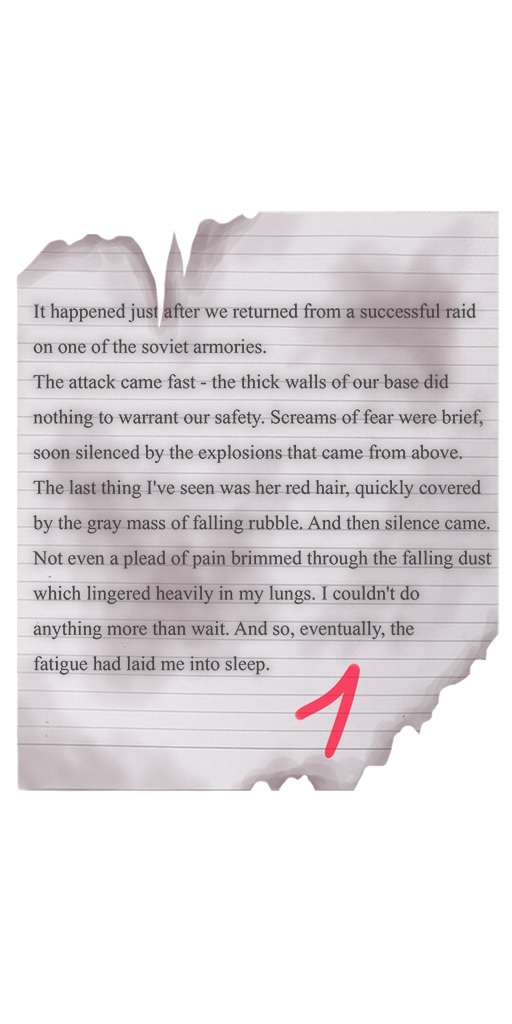 It happened just after we returned from a successful raid
on one of the soviet armories.
The attack came fast - the thick walls of our base did
nothing to warrant our safety. Screams of fear were brief,
soon silenced by the explosions that came from above.
The last thing I've seen was her red hair, quickly covered
by the gray mass of falling rubble. And then silence came.
Not even a plead of pain brimmed through the falling dust
which lingered heavily in my lungs. I couldn't do
anything more than wait. And so, eventually, the
fatigue had laid me into sleep.
1